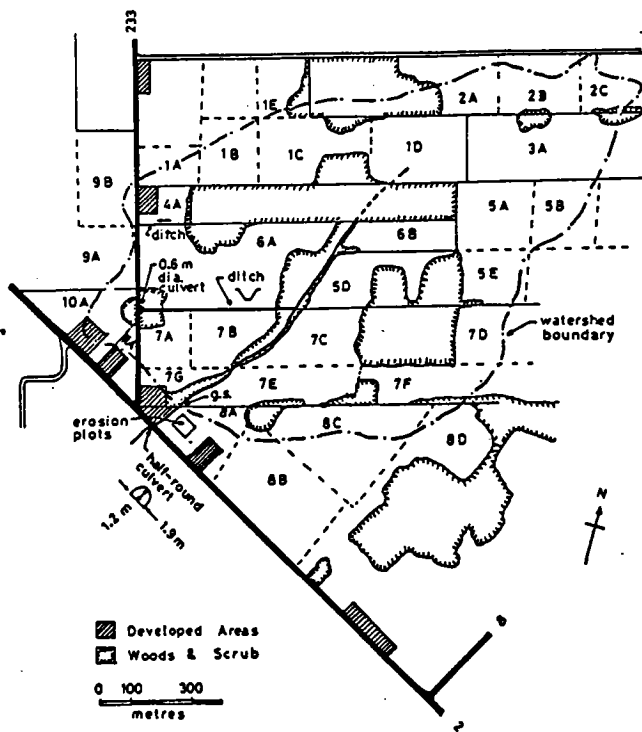 233
1E
2A
2B
2C
1A
1B
1C
1D
3A
9B
4A
5A
5B
ditch
6A
6B
9A
0.6 m
dia.
culvert
ditch
5D
5E
10A
7A
7B
7C
7D
watershed
boundary
7G
7E
7F
g.s.
erosion
plots
8A
8C
8D
half-round
culvert
8B
1.2 m
1.9 m
N
Developed Areas
Woods & Scrub
0 100 300
metres
8
2